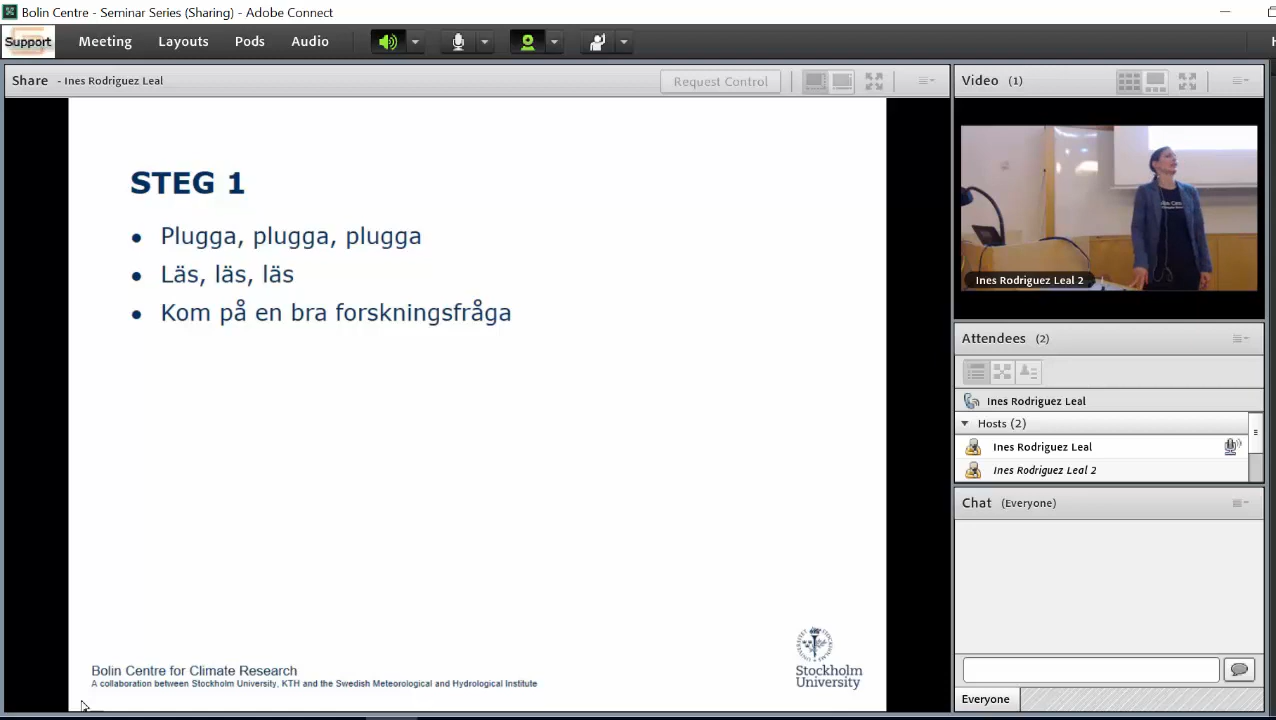 Bolin Centre - Seminar Series (Sharing) - Adobe Connect
Support Meeting Layouts Pods Audio
Share - Ines Rodriguez Leal
Request Control
STEG 1
Plugga, plugga, plugga
Läs, läs, läs
Kom på en bra forskningsfråga
Bolin Centre for Climate Research
A collaboration between Stockholm University, KTH and the Swedish Meteorological and Hydrological Institute
Stockholm
University
Video (1)
Ines Rodriguez Leal 2
Attendees (2)
Ines Rodriguez Leal
Hosts (2)
Ines Rodriguez Leal
Ines Rodriguez Leal 2
Chat (Everyone)
Everyone